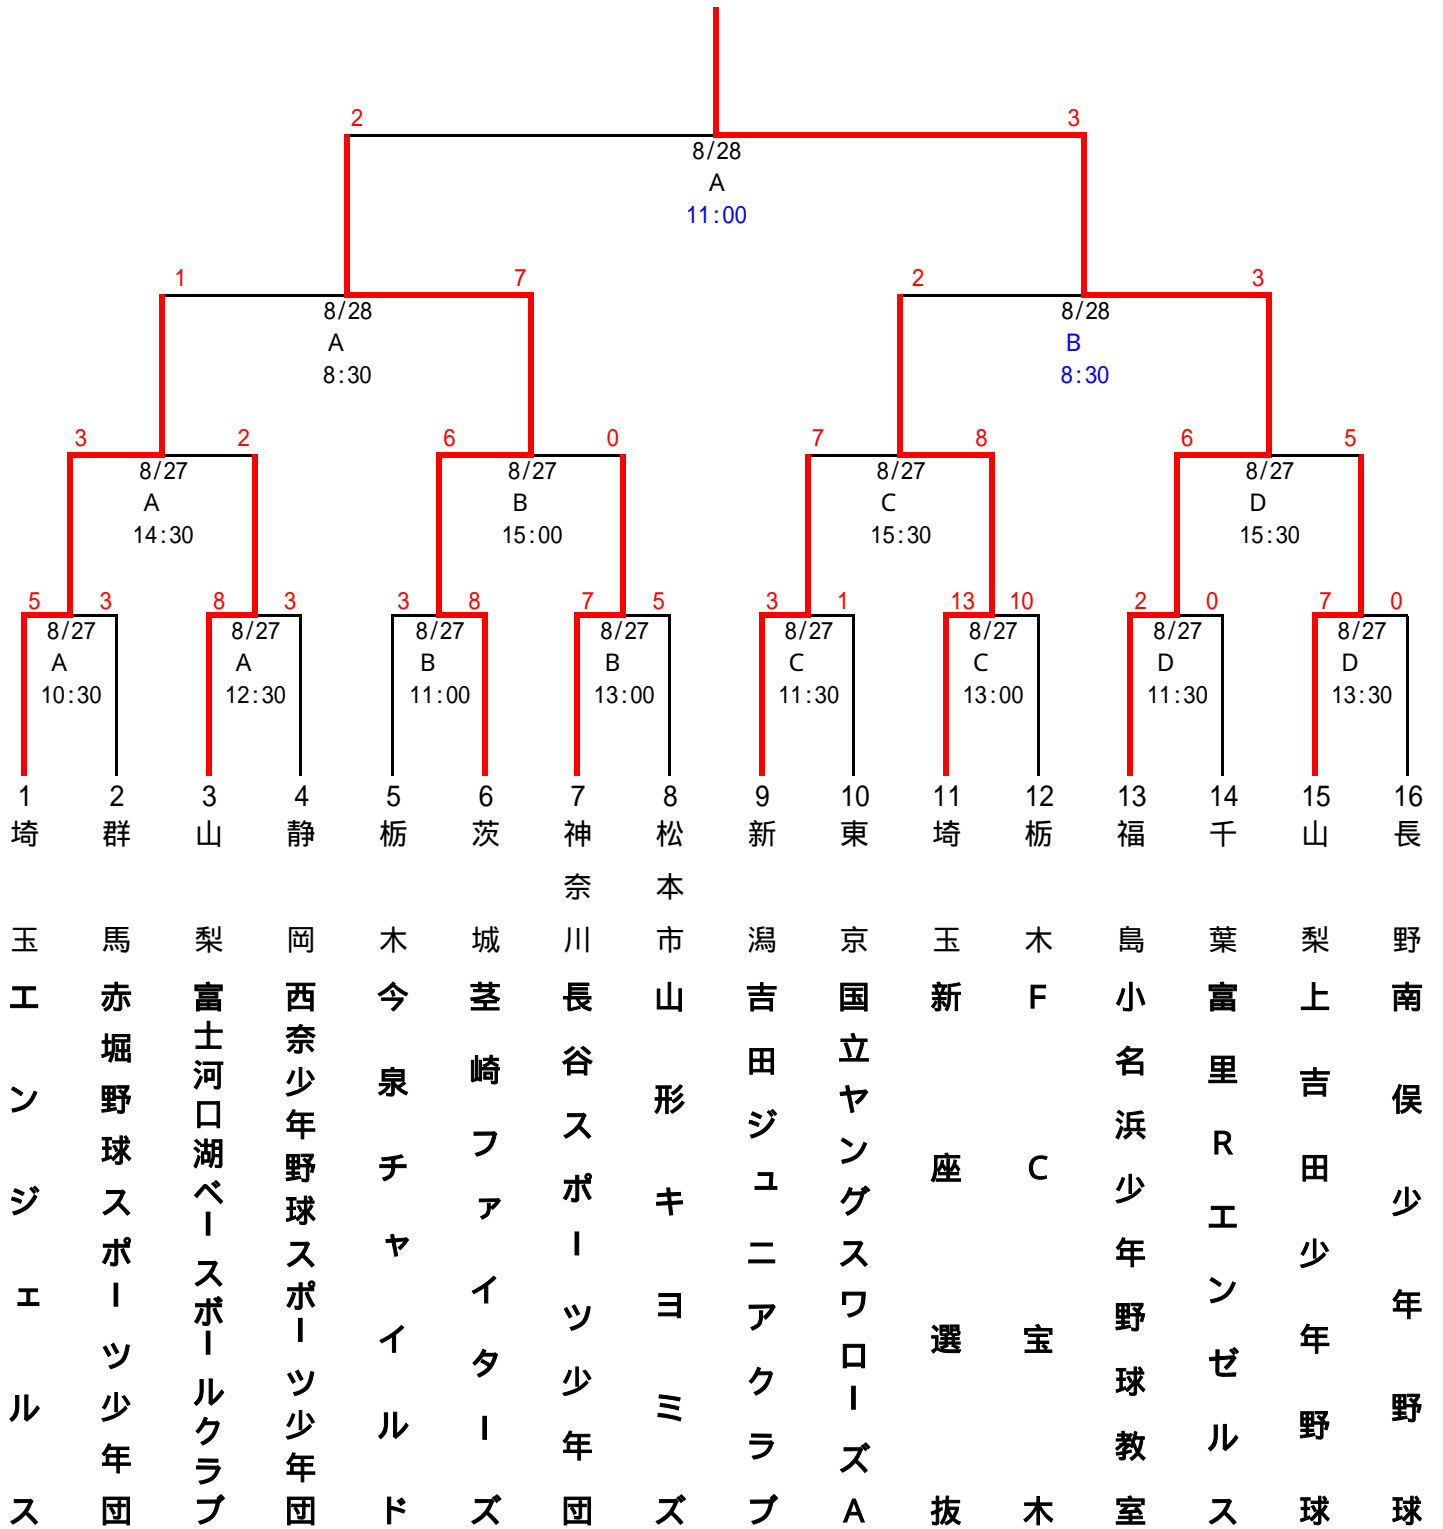 2 3
8/28
A
11:00
1 7 2 3
8/28 8/28
A B
8:30 8:30
3 2 6 0 7 8 6 5
8/27 8/27 8/27 8/27
A B C D
14:30 15:00 15:30 15:30
5 3 8 3 3 8 7 5 3 1 13 10 2 0 7 0
8/27 8/27 8/27 8/27 8/27 8/27 8/27 8/27
A A B B C C D D
10:30 12:30 11:00 13:00 11:30 13:00 11:30 13:30
1 2 3 4 5 6 7 8 9 10 11 12 13 14 15 16
埼玉
エンジェルス
群馬
赤堀野球スポーツ少年団
山梨
富士河口湖ベースボールクラブ
静岡
西奈少年野球スポーツ少年団
栃木
今泉チャイルド
茨城
茎崎ファイターズ
神奈川
長谷スポーツ少年団
松本市
山形キヨミズ
新潟
吉田ジュニアクラブ
東京
国立ヤングスワローズA
埼玉
新座選抜
栃木
FC宝木
福島
小名浜少年野球教室
千葉
富里Rエンゼルス
山梨
上吉田少年野球
長野
南俣少年野球